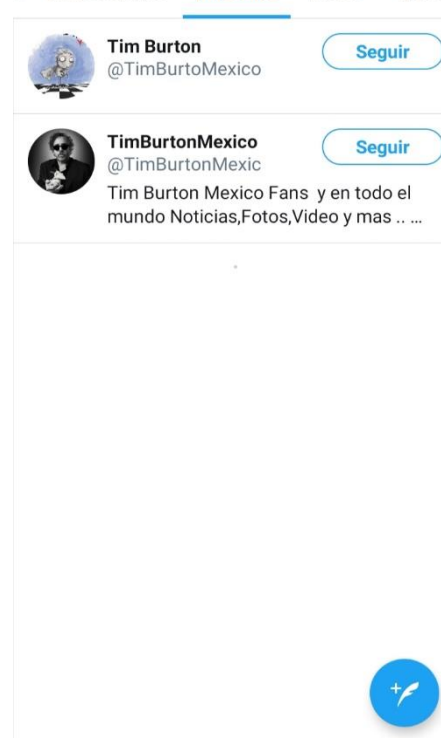 Tim Burton
Seguir
@TimBurtoMexico
TimBurtonMexico
Seguir
@TimBurtonMexic
Tim Burton Mexico Fans y en todo el
mundo Noticias,Fotos,Video y mas .. ...